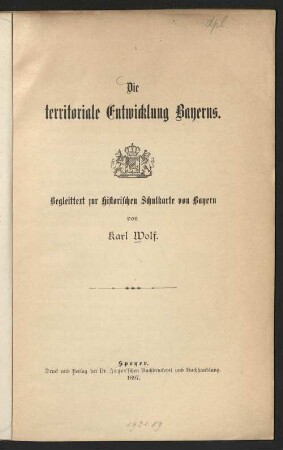 Die
territoriale Entwicklung Bayerns.
Begleittext zur historischen Schulkarte von Bayern
von
Karl Wolf.
Speyer.
Druck und Verlag der Dr. Jäger'schen Buchdruckerei und Buchhandlung.
1897.